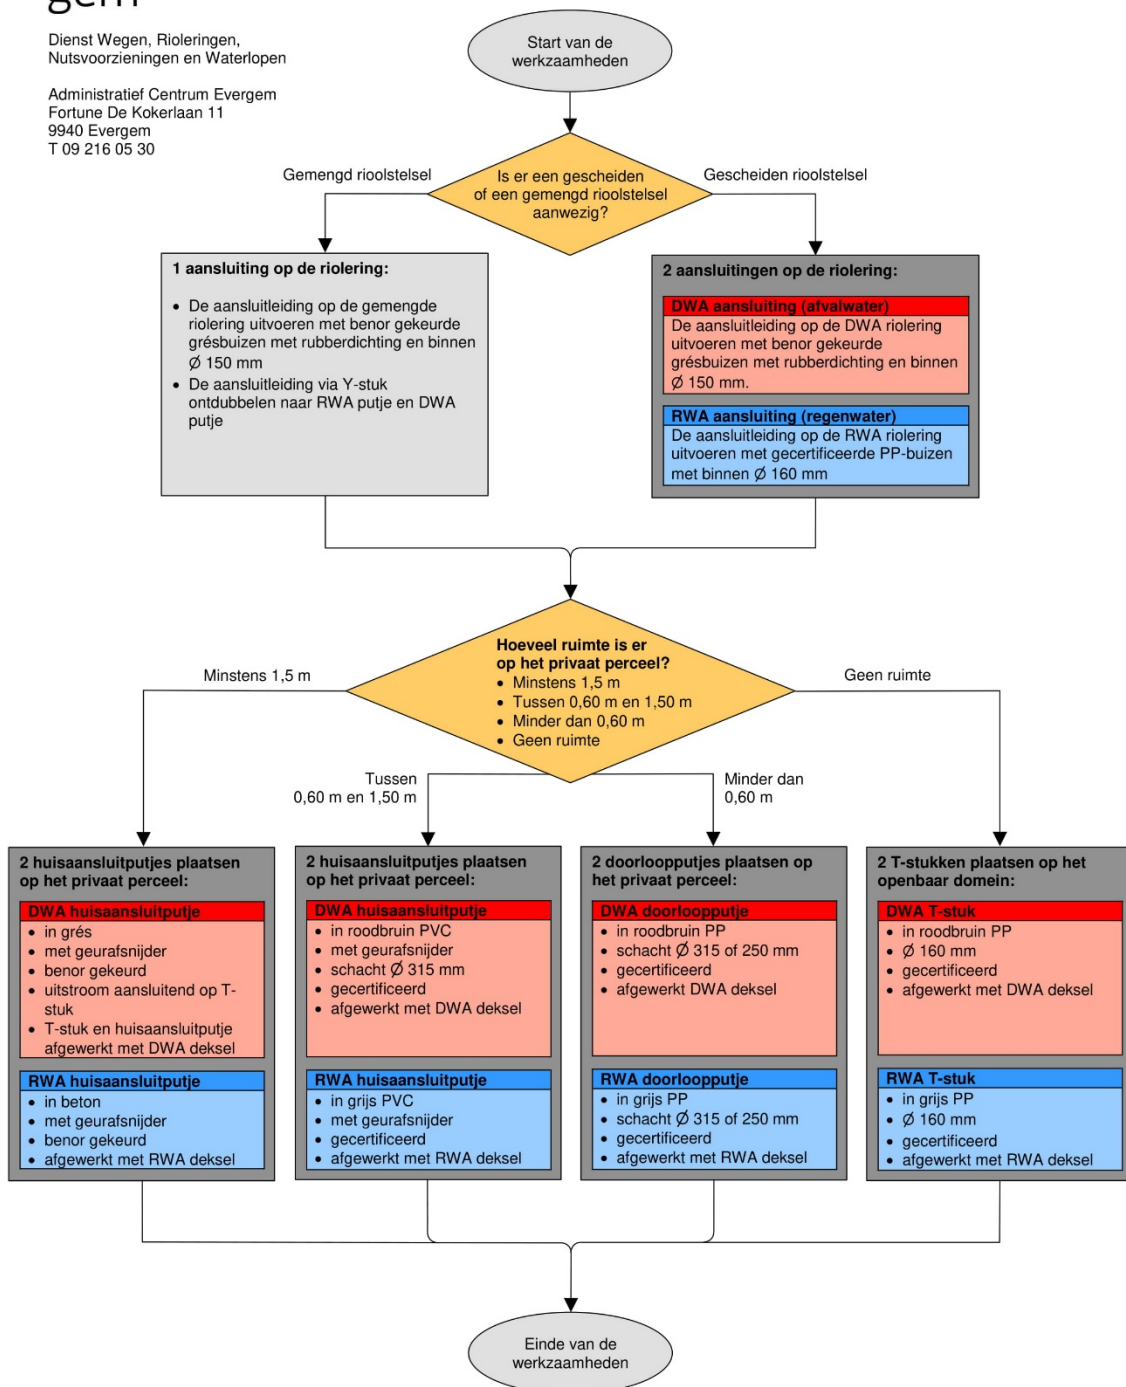 gem
Dienst Wegen, Rioleringen,
Nutsvoorzieningen en Waterlopen
Administratief Centrum Evergem
Fortune De Kokerlaan 11
9940 Evergem
T 09 216 05 30
Start van de
werkzaamheden
Is er een gescheiden
of een gemengd rioolstelsel
aanwezig?
Gemengd rioolstelsel
Gescheiden rioolstelsel
1 aansluiting op de riolering:
• De aansluitleiding op de gemengde
riolering uitvoeren met benor gekeurde
grésbuizen met rubberdichting en binnen
Ø 150 mm
• De aansluitleiding via Y-stuk
ontdubbelen naar RWA putje en DWA
putje
2 aansluitingen op de riolering:
DWA aansluiting (afvalwater)
De aansluitleiding op de DWA riolering
uitvoeren met benor gekeurde
grésbuizen met rubberdichting en binnen
Ø 150 mm.
RWA aansluiting (regenwater)
De aansluitleiding op de RWA riolering
uitvoeren met gecertificeerde PP-buizen
met binnen Ø 160 mm
Hoeveel ruimte is er
op het privaat perceel?
• Minstens 1,5 m
• Tussen 0,60 m en 1,50 m
• Minder dan 0,60 m
• Geen ruimte
Minstens 1,5 m
Geen ruimte
Tussen
0,60 m en 1,50 m
Minder dan
0,60 m
2 huisaansluitputjes plaatsen
op het privaat perceel:
DWA huisaansluitputje
• in grés
• met geurafsnijder
• benor gekeurd
• uitstroom aansluitend op T-
stuk
• T-stuk en huisaansluitputje
afgewerkt met DWA deksel
RWA huisaansluitputje
• in beton
• met geurafsnijder
• benor gekeurd
• afgewerkt met RWA deksel
2 huisaansluitputjes plaatsen
op het privaat perceel:
DWA huisaansluitputje
• in roodbruin PVC
• met geurafsnijder
• schacht Ø 315 mm
• gecertificeerd
• afgewerkt met DWA deksel
RWA huisaansluitputje
• in grijs PVC
• met geurafsnijder
• gecertificeerd
• afgewerkt met RWA deksel
2 doorloopputjes plaatsen op
het privaat perceel:
DWA doorloopputje
• in roodbruin PP
• schacht Ø 315 of 250 mm
• gecertificeerd
• afgewerkt DWA deksel
RWA doorloopputje
• in grijs PP
• schacht Ø 315 of 250 mm
• gecertificeerd
• afgewerkt met RWA deksel
2 T-stukken plaatsen op het
openbaar domein:
DWA T-stuk
• in roodbruin PP
• Ø 160 mm
• gecertificeerd
• afgewerkt met DWA deksel
RWA T-stuk
• in grijs PP
• Ø 160 mm
• gecertificeerd
• afgewerkt met RWA deksel
Einde van de
werkzaamheden